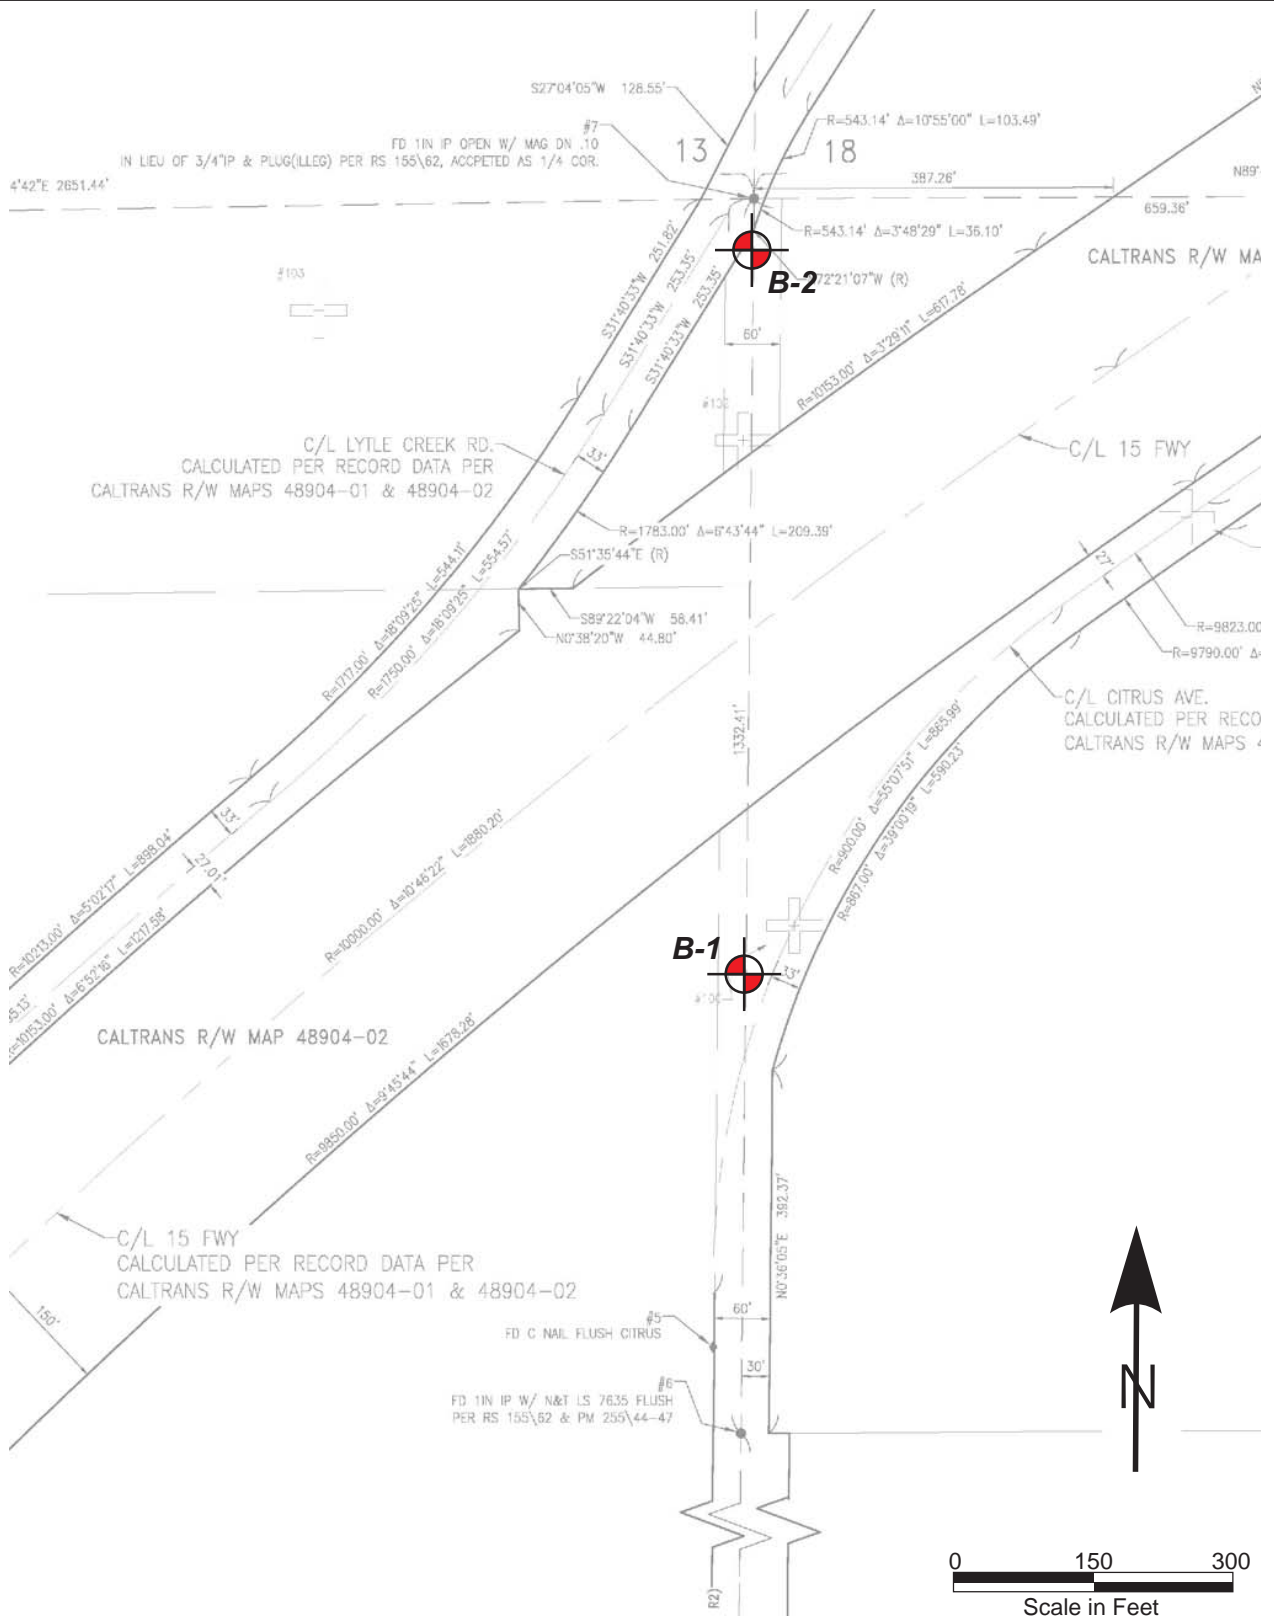 S27°04'05"W 128.55'
#7
FD 1IN IP OPEN W/ MAG DN .10
IN LIEU OF 3/4"IP & PLUG(ILLEG) PER RS 155\62, ACCPETED AS 1/4 COR.
R=543.14' Δ=10°55'00" L=103.49'
13
18
4'42"E 2651.44'
387.26'
N89°
659.36'
R=543.14' Δ=3°48'29" L=36.10'
CALTRANS R/W MA
72°21'07"W (R)
B-2
#103
S31°40'33"W 251.82'
S31°40'33"W 253.35'
S31°40'33"W 253.35'
60'
R=10153.00' Δ=3°29'11" L=617.78'
C/L LYTLE CREEK RD.
CALCULATED PER RECORD DATA PER
CALTRANS R/W MAPS 48904-01 & 48904-02
33'
C/L 15 FWY
R=1783.00' Δ=6°43'44" L=209.39'
S51°35'44"E (R)
27'
S89°22'04"W 58.41'
N0°38'20"W 44.80'
R=1717.00' Δ=18°09'25" L=544.11'
R=1750.00' Δ=18°09'25" L=554.57'
R=9823.00
R=9790.00' Δ=
C/L CITRUS AVE.
CALCULATED PER RECO
CALTRANS R/W MAPS 4
1332.41'
R=900.00' Δ=55°07'51" L=865.99'
R=867.00' Δ=39°00'19" L=590.23'
33'
27.01'
R=10213.00' Δ=5°02'17" L=898.04'
R=10153.00' Δ=6°52'16" L=1217.58'
35.13'
R=10000.00' Δ=10°46'22" L=1880.20'
B-1
33'
#100
CALTRANS R/W MAP 48904-02
R=9850.00' Δ=9°45'44" L=1678.28'
N0°36'05"E 392.37'
C/L 15 FWY
CALCULATED PER RECORD DATA PER
CALTRANS R/W MAPS 48904-01 & 48904-02
150'
#5
FD C NAIL FLUSH CITRUS
60'
30'
#6
FD 1IN IP W/ N&T LS 7635 FLUSH
PER RS 155\62 & PM 255\44-47
N
R2)
0 150 300
Scale in Feet